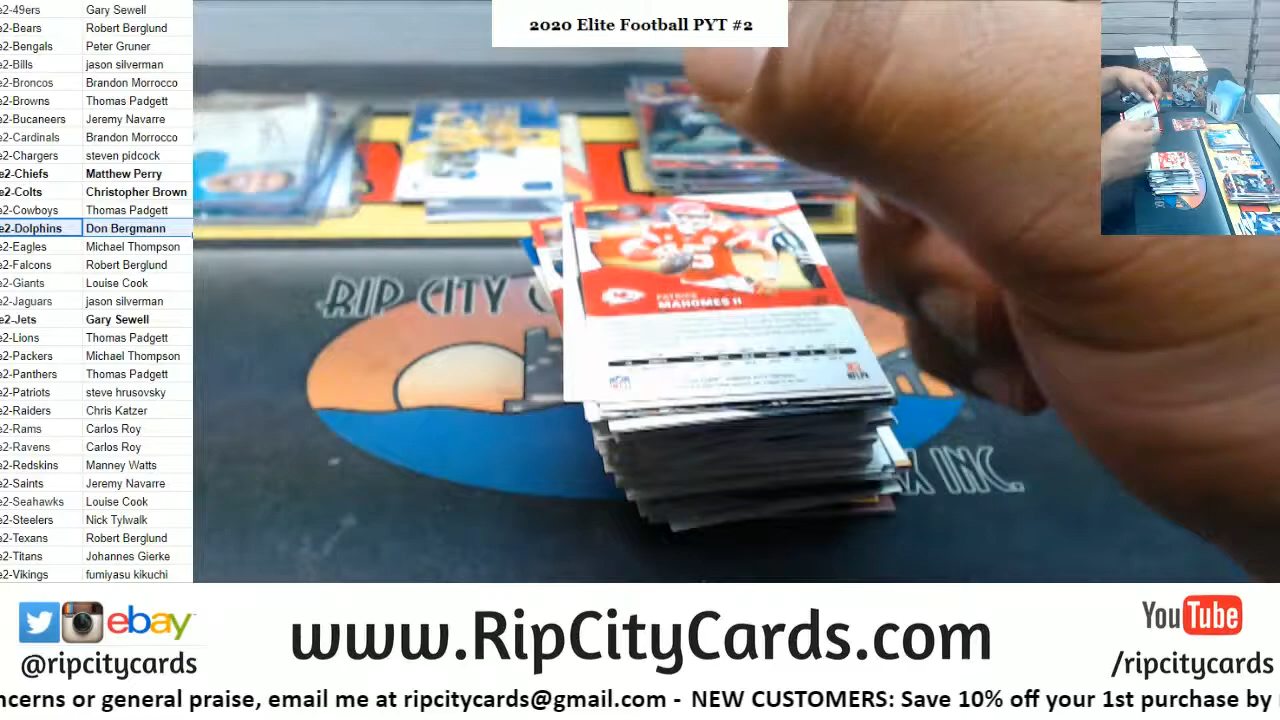 2020 Elite Football PYT #2
e2-49ers Gary Sewell
e2-Bears Robert Berglund
e2-Bengals Peter Gruner
e2-Bills jason silverman
e2-Broncos Brandon Morrocco
e2-Browns Thomas Padgett
e2-Bucaneers Jeremy Navarre
e2-Cardinals Brandon Morrocco
e2-Chargers steven pidcock
e2-Chiefs Matthew Perry
e2-Colts Christopher Brown
e2-Cowboys Thomas Padgett
e2-Dolphins Don Bergmann
e2-Eagles Michael Thompson
e2-Falcons Robert Berglund
e2-Giants Louise Cook
e2-Jaguars jason silverman
e2-Jets Gary Sewell
e2-Lions Thomas Padgett
e2-Packers Michael Thompson
e2-Panthers Thomas Padgett
e2-Patriots steve hrusovsky
e2-Raiders Chris Katzer
e2-Rams Carlos Roy
e2-Ravens Carlos Roy
e2-Redskins Manney Watts
e2-Saints Jeremy Navarre
e2-Seahawks Louise Cook
e2-Steelers Nick Tylwalk
e2-Texans Robert Berglund
e2-Titans Johannes Gierke
e2-Vikings fumiyasu kikuchi
RIP CITY
INC.
PATRICK
MAHOMES II
NFL
ebay
@ripcitycards
www.RipCityCards.com
YouTube
/ripcitycards
ncerns or general praise, email me at ripcitycards@gmail.com - NEW CUSTOMERS: Save 10% off your 1st purchase by